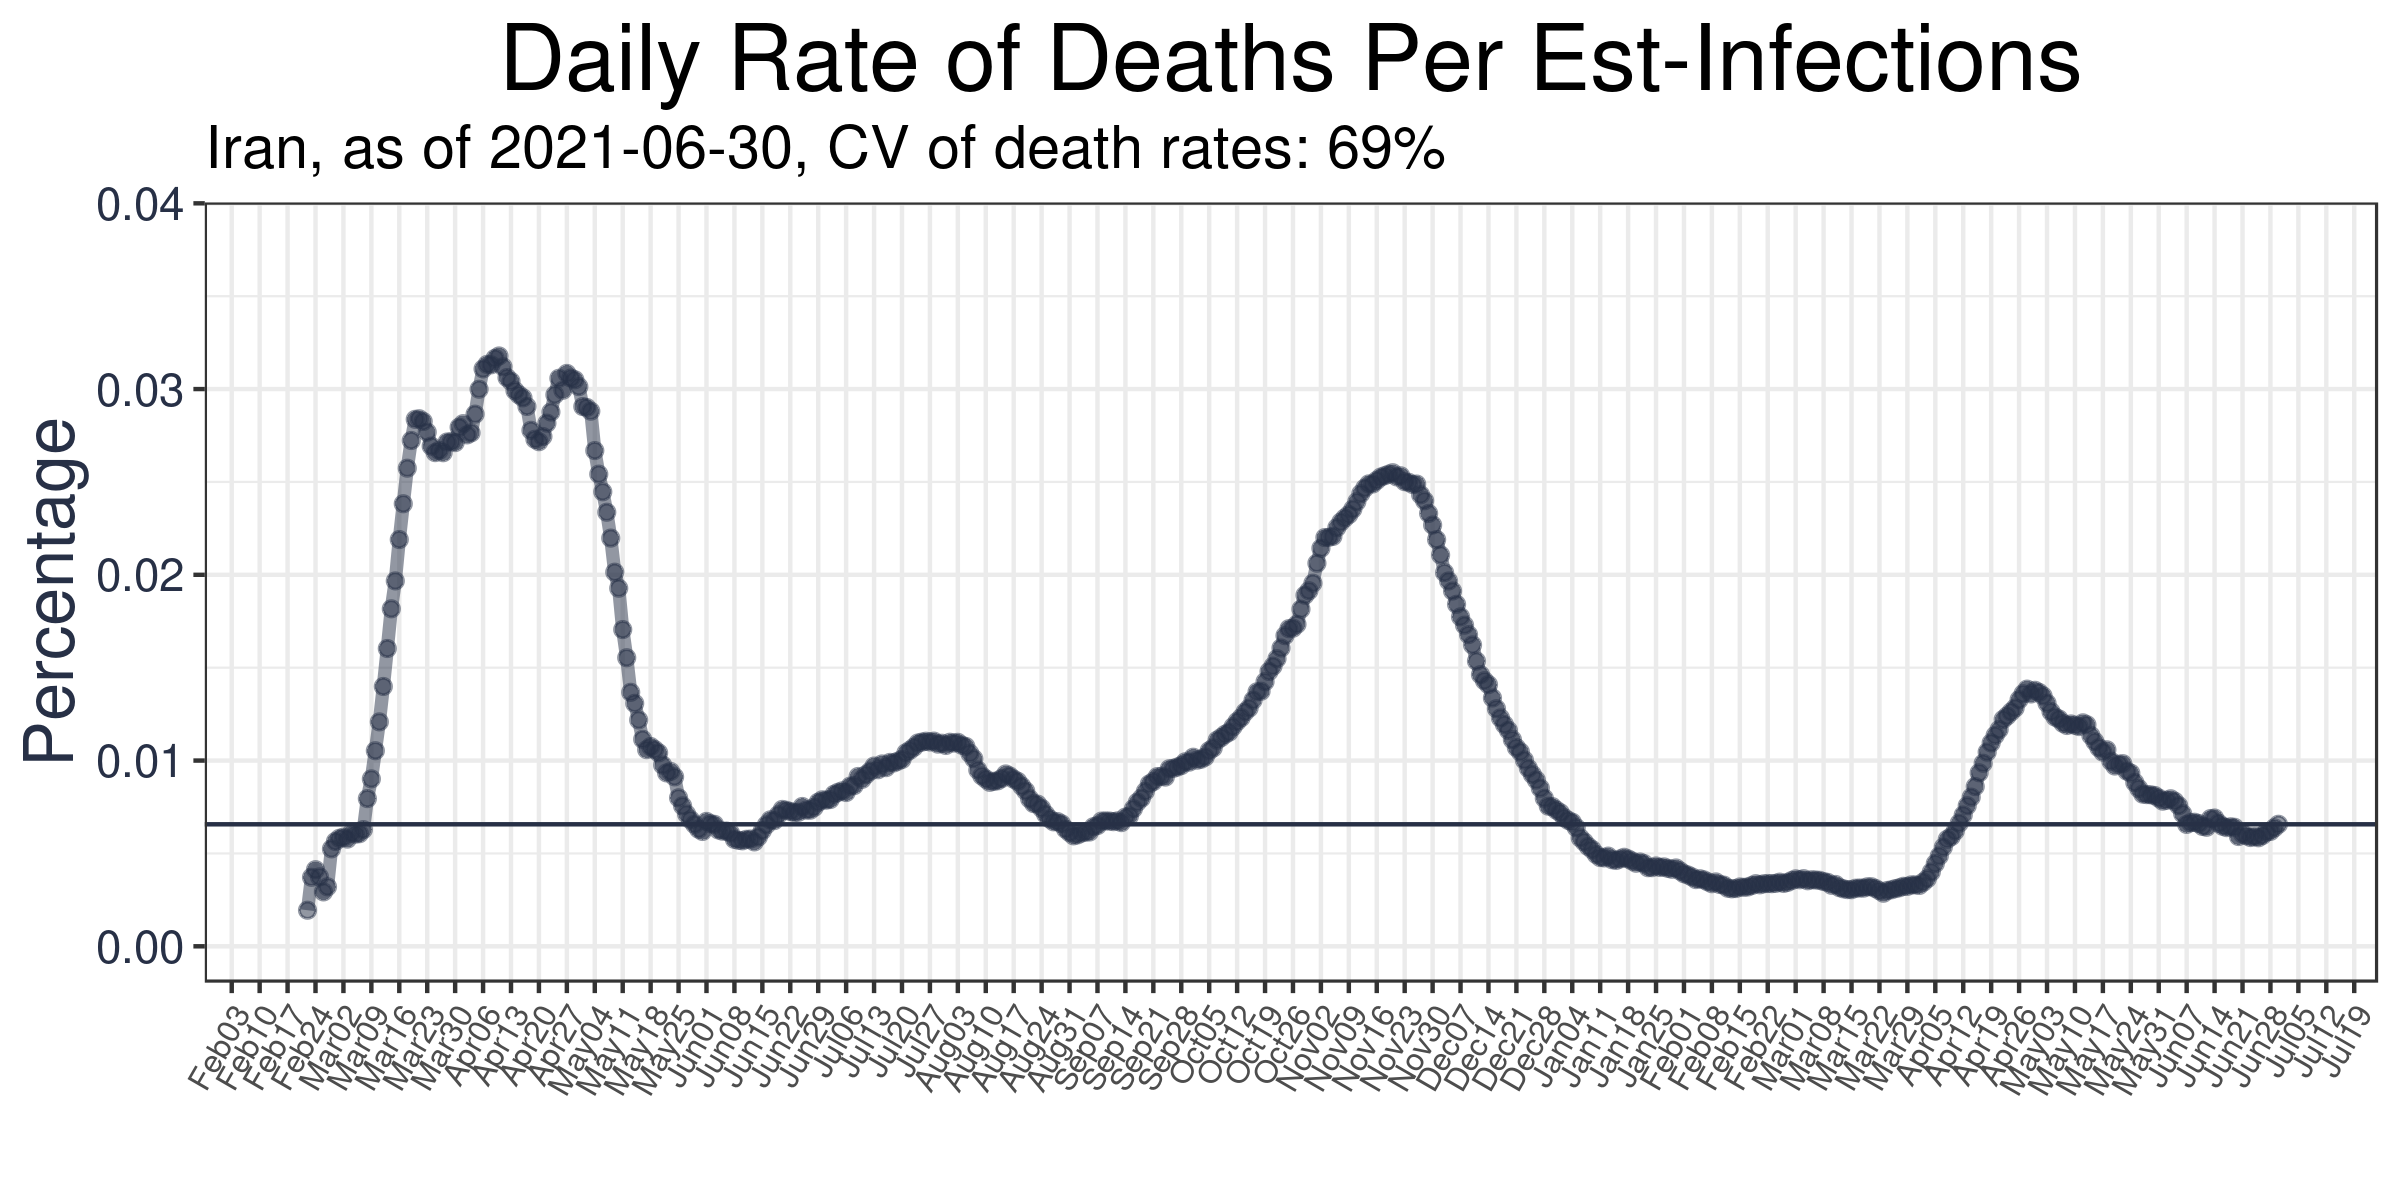 Daily Rate of Deaths Per Est-Infections
Iran, as of 2021-06-30, CV of death rates: 69%
Percentage
0.04
0.03
0.02
0.01
0.00
Feb03
Feb10
Feb17
Feb24
Mar02
Mar09
Mar16
Mar23
Mar30
Apr06
Apr13
Apr20
Apr27
May04
May11
May18
May25
Jun01
Jun08
Jun15
Jun22
Jun29
Jul06
Jul13
Jul20
Jul27
Aug03
Aug10
Aug17
Aug24
Aug31
Sep07
Sep14
Sep21
Sep28
Oct05
Oct12
Oct19
Oct26
Nov02
Nov09
Nov16
Nov23
Nov30
Dec07
Dec14
Dec21
Dec28
Jan04
Jan11
Jan18
Jan25
Feb01
Feb08
Feb15
Feb22
Mar01
Mar08
Mar15
Mar22
Mar29
Apr05
Apr12
Apr19
Apr26
May03
May10
May17
May24
May31
Jun07
Jun14
Jun21
Jun28
Jul05
Jul12
Jul19